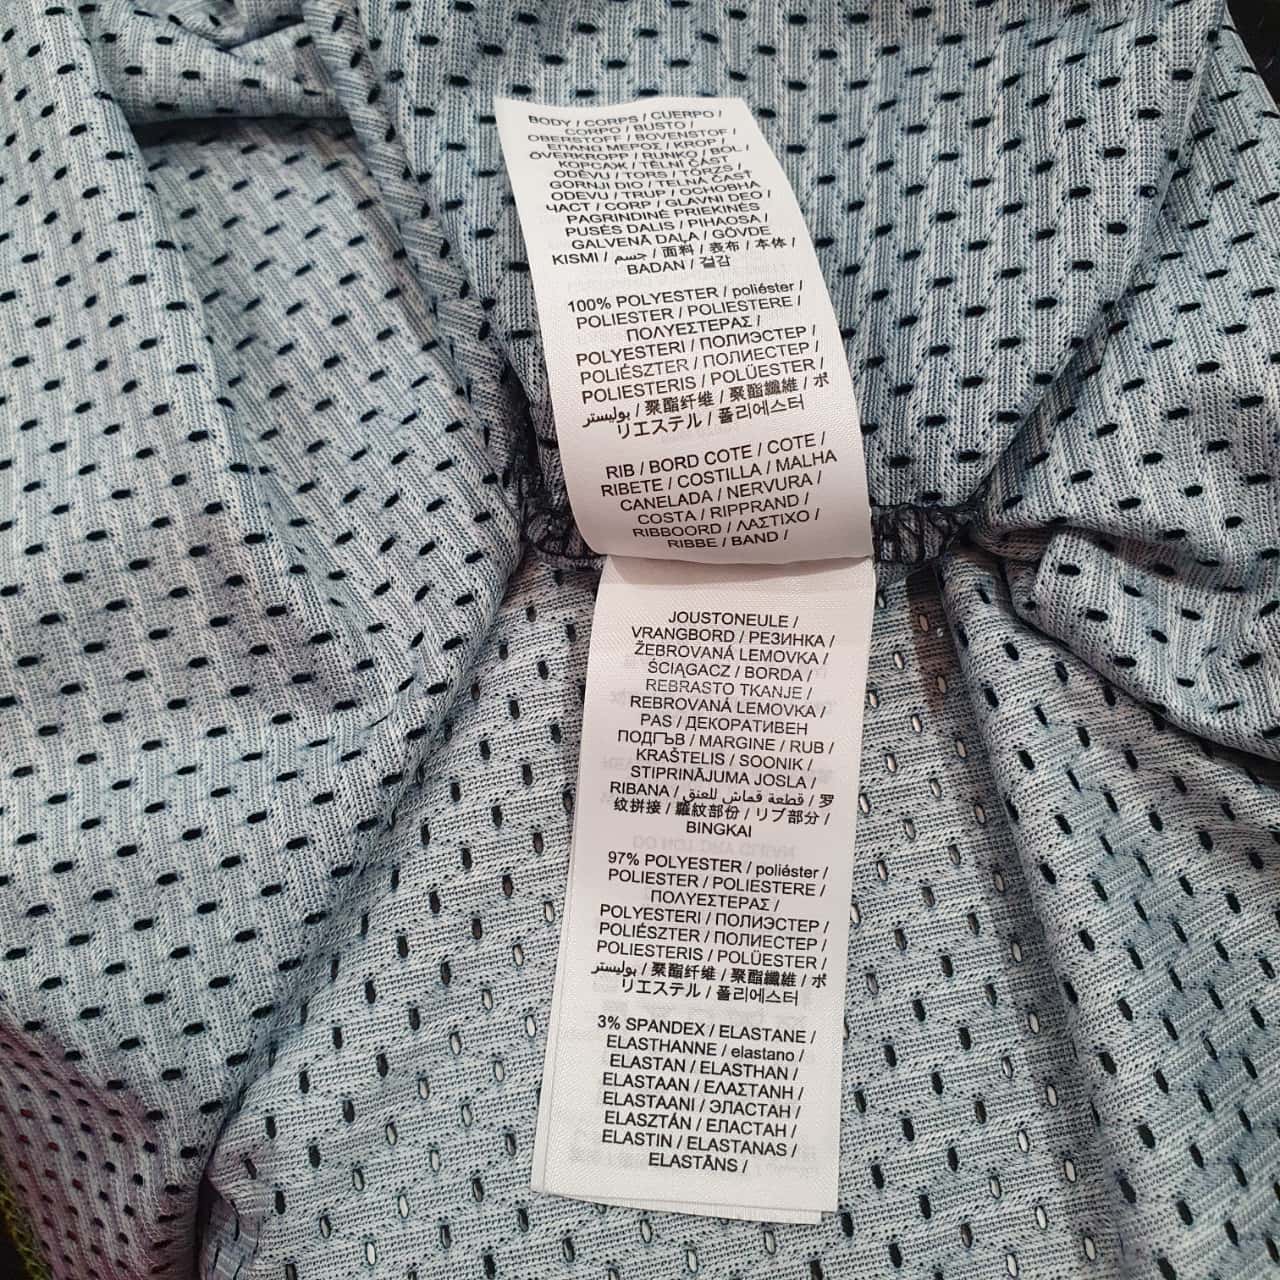 BODY / CORPS / CUERPO /
CORPO / BUSTO /
OBERSTOFF / BOVENSTOF /
ΕΠΑΝΩ ΜΕΡΟΣ / KROP /
ÖVERKROPP / RUNKO / BOL /
КОРСАЖ / TĚLNÍ ČÁST
ODĚVU / TORS / TÖRZS /
GORNJI DIO / TELNÁ ČASŤ
ODEVU / TRUP / ОСНОВНА
ЧАСТ / CORP / GLAVNI DEO /
PAGRINDINĖ PRIEKINĖS
PUSĖS DALIS / PIHAOSA /
GALVENĀ DAĻA / GÖVDE
KISMI / جسم / 面料 / 表布 / 本体 /
BADAN / 겉감
100% POLYESTER / poliéster /
POLIESTER / POLIESTERE /
ΠΟΛΥΕΣΤΕΡΑΣ /
POLYESTERI / ПОЛИЭСТЕР /
POLIÉSZTER / ПОЛИЕСТЕР /
POLIESTERIS / POLÜESTER /
بوليستر / 聚酯纤维 / 聚酯纖維 / ポ
リエステル / 폴리에스터
RIB / BORD COTE / COTE /
RIBETE / COSTILLA / MALHA
CANELADA / NERVURA /
COSTA / RIPPRAND /
RIBBOORD / ΛΑΣΤΙΧΟ /
RIBBE / BAND /
JOUSTONEULE /
VRANGBORD / РЕЗИНКА /
ŽEBROVANÁ LEMOVKA /
ŚCIĄGACZ / BORDA /
REBRASTO TKANJE /
REBROVANÁ LEMOVKA /
PAS / ДЕКОРАТИВЕН
ПОДГЪВ / MARGINE / RUB /
KRAŠTELIS / SOONIK /
STIPRINĀJUMA JOSLA /
RIBANA / قطعة قماش للعنق / 罗
纹拼接 / 羅紋部份 / リブ部分 /
BINGKAI
97% POLYESTER / poliéster /
POLIESTER / POLIESTERE /
ΠΟΛΥΕΣΤΕΡΑΣ /
POLYESTERI / ПОЛИЭСТЕР /
POLIÉSZTER / ПОЛИЕСТЕР /
POLIESTERIS / POLÜESTER /
بوليستر / 聚酯纤维 / 聚酯纖維 / ポ
リエステル / 폴리에스터
3% SPANDEX / ELASTANE /
ELASTHANNE / elastano /
ELASTAN / ELASTHAN /
ELASTAAN / ΕΛΑΣΤΑΝΗ /
ELASTAANI / ЭЛАСТАН /
ELASZTÁN / ЕЛАСТАН /
ELASTIN / ELASTANAS /
ELASTĀNS /